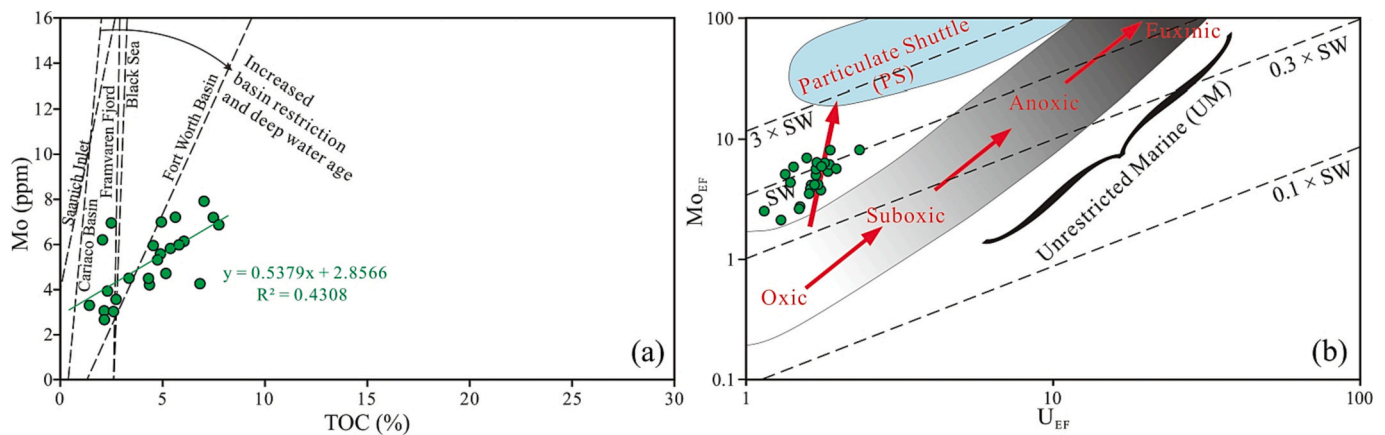 16
14
12
10
8
6
4
2
0
Mo (ppm)
0
5
10
15
20
25
30
TOC (%)
Saanich Inlet
Cariaco Basin
Framvaren Fjord
Black Sea
Fort Worth Basin
Increased
basin restriction
and deep water age
y = 0.5379x + 2.8566
R² = 0.4308
(a)
100
10
1
0.1
Mo EF
1
10
100
U EF
Particulate Shuttle
(PS)
Euxinic
Anoxic
Suboxic
Oxic
3 × SW
SW
0.3 × SW
0.1 × SW
Unrestricted Marine (UM)
(b)